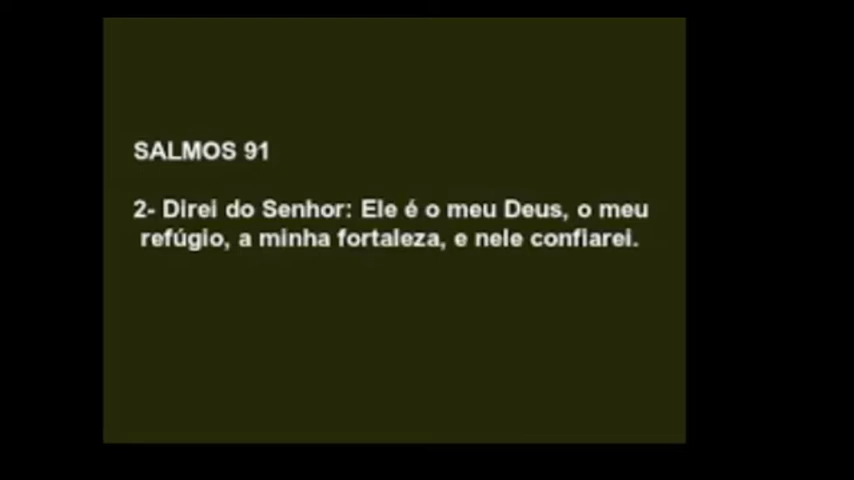 SALMOS 91
2- Direi do Senhor: Ele é o meu Deus, o meu
refúgio, a minha fortaleza, e nele confiarei.